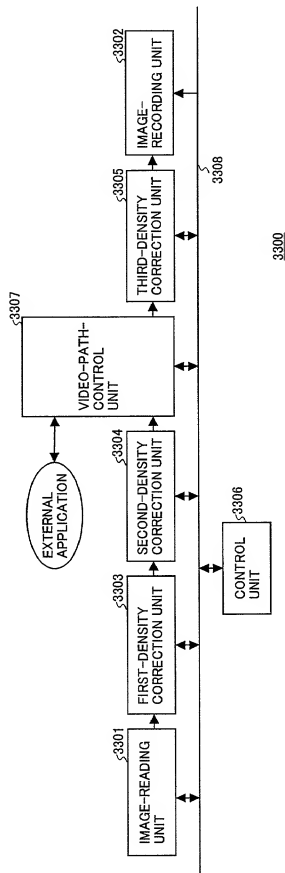 3301
IMAGE-READING
UNIT
3303
FIRST-DENSITY
CORRECTION UNIT
3304
SECOND-DENSITY
CORRECTION UNIT
EXTERNAL
APPLICATION
3307
VIDEO-PATH-
CONTROL
UNIT
3305
THIRD-DENSITY
CORRECTION UNIT
3302
IMAGE-
RECORDING UNIT
3308
3306
CONTROL
UNIT
3300